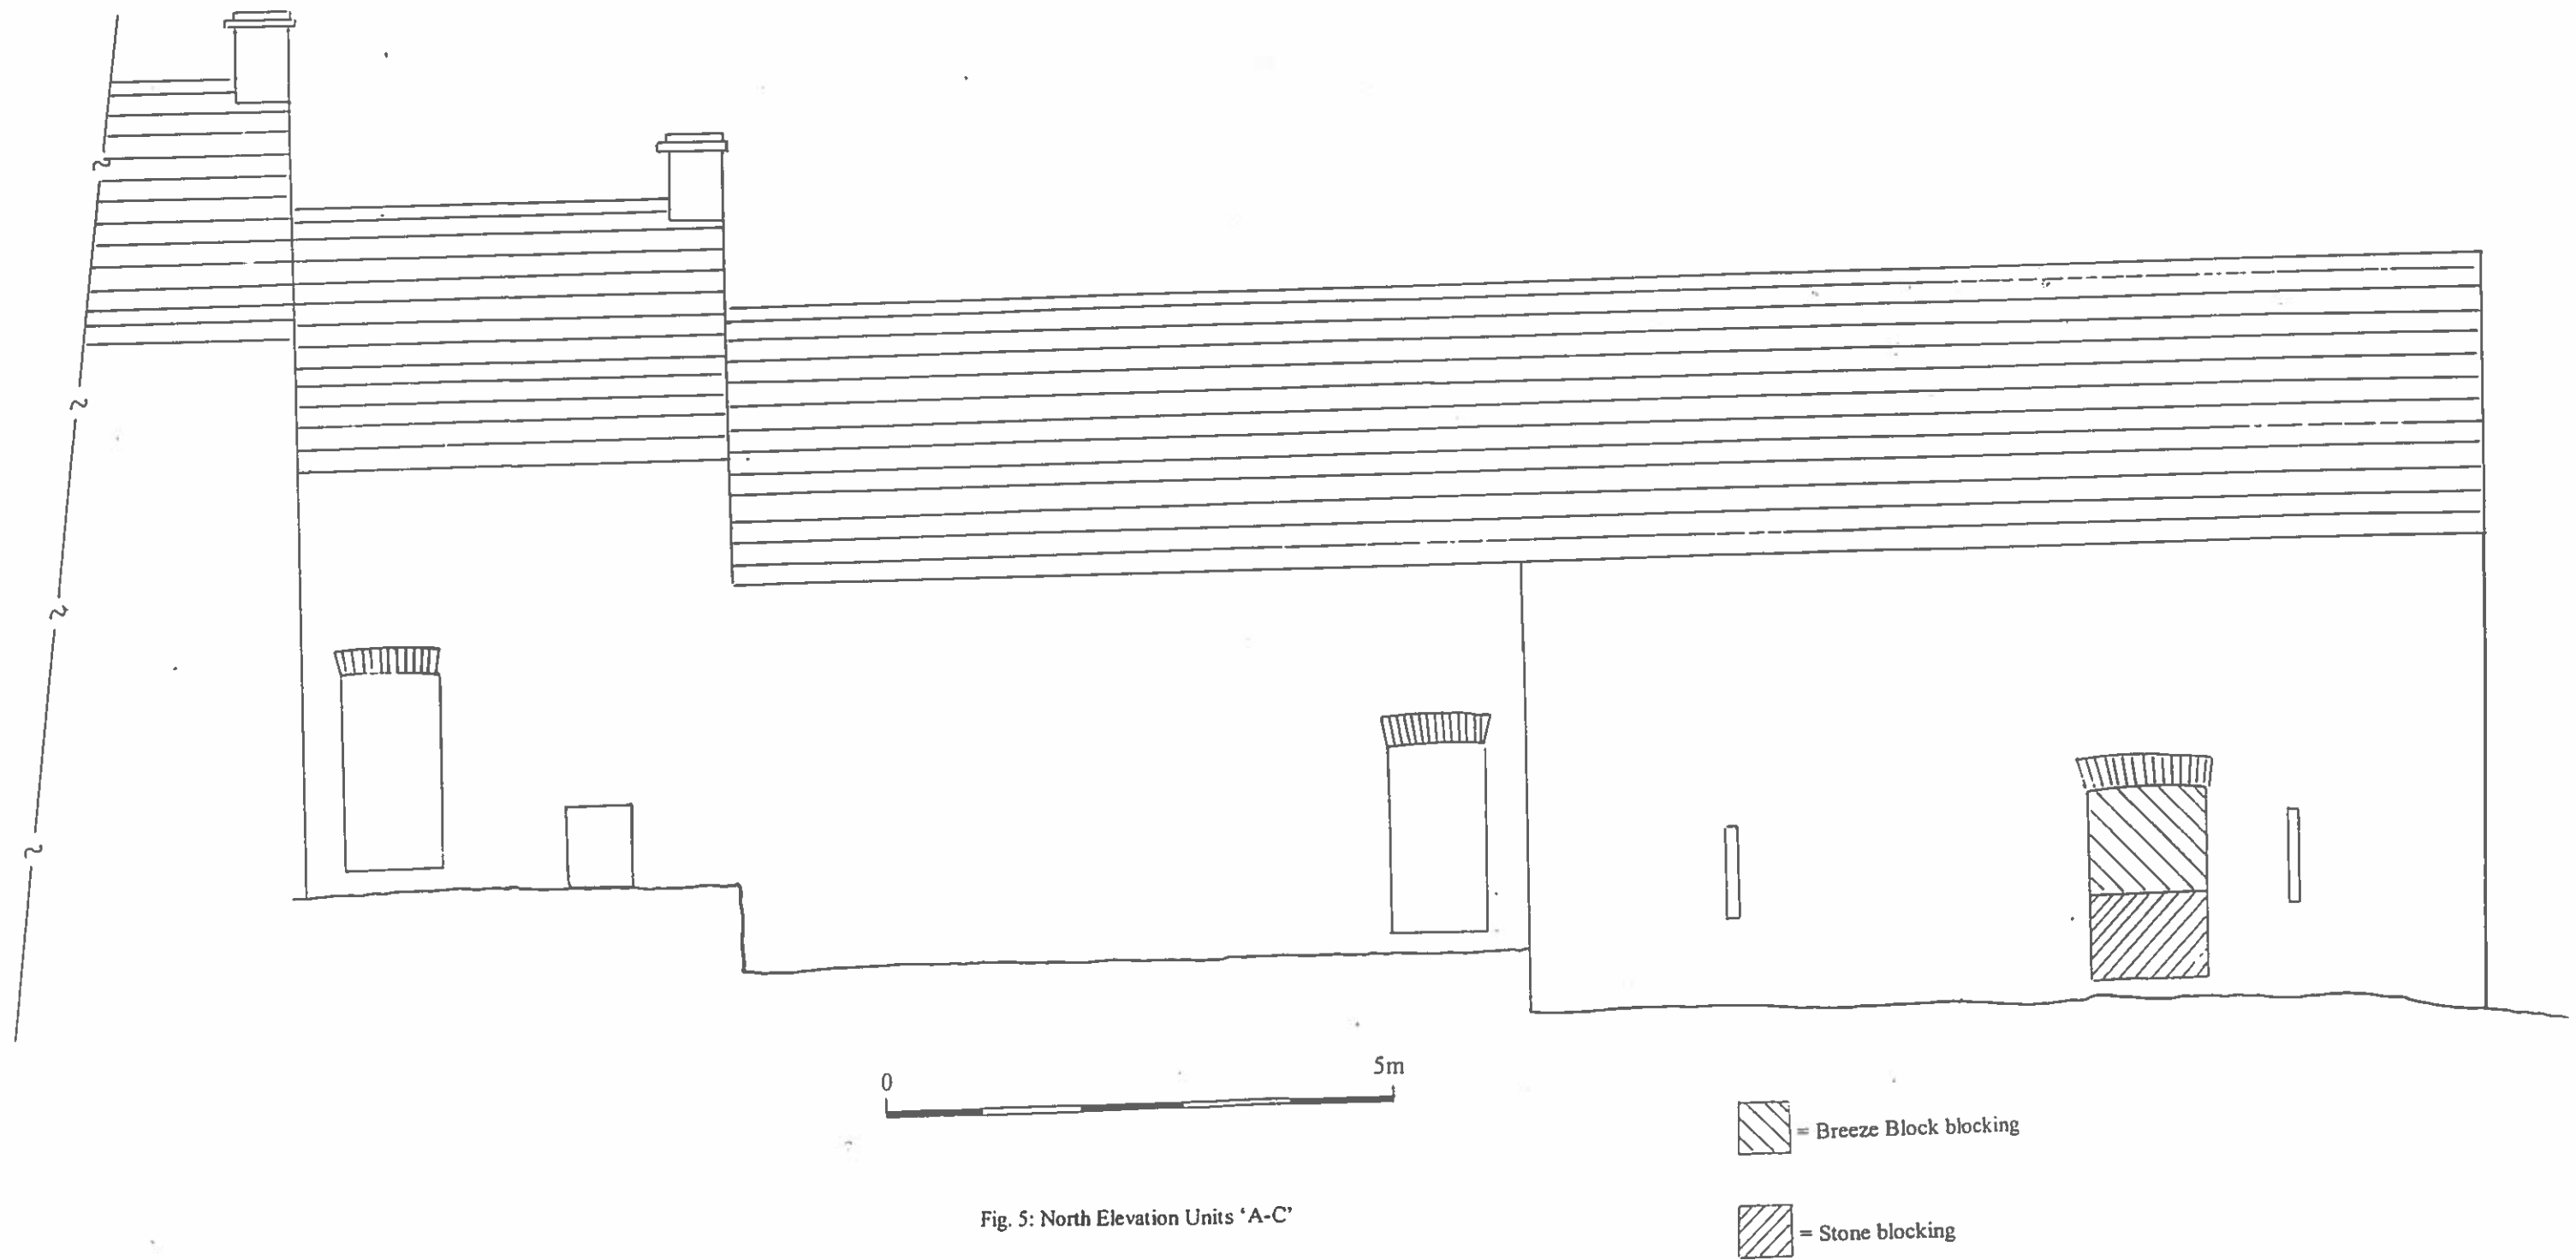 0 5m
= Breeze Block blocking
Fig. 5: North Elevation Units ‘A-C’
= Stone blocking